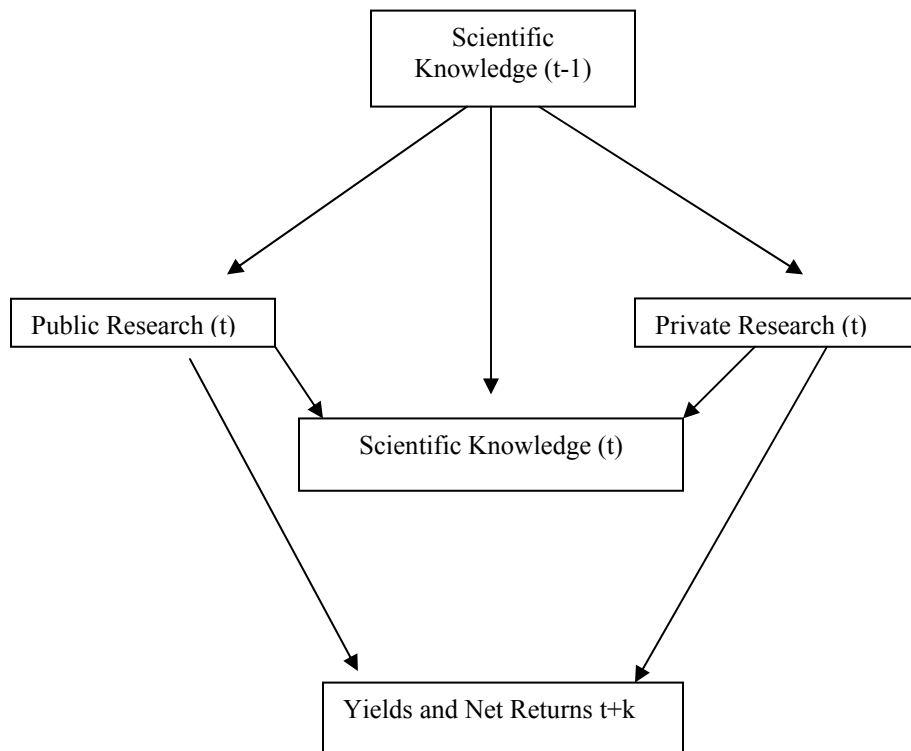 Scientific
Knowledge (t-1)
Public Research (t)
Private Research (t)
Scientific Knowledge (t)
Yields and Net Returns t+k